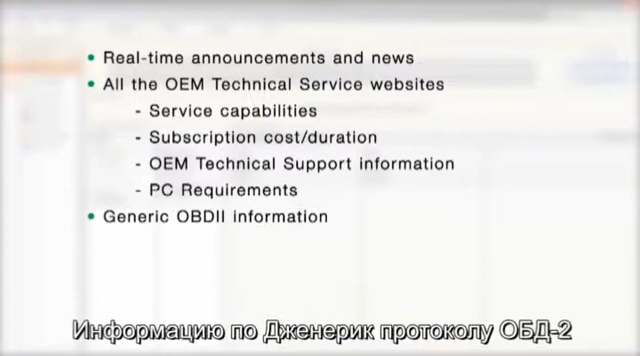 • Real-time announcements and news
• All the OEM Technical Service websites
- Service capabilities
- Subscription cost/duration
- OEM Technical Support information
- PC Requirements
• Generic OBDII information
Информацию по Дженерик протоколу ОБД-2